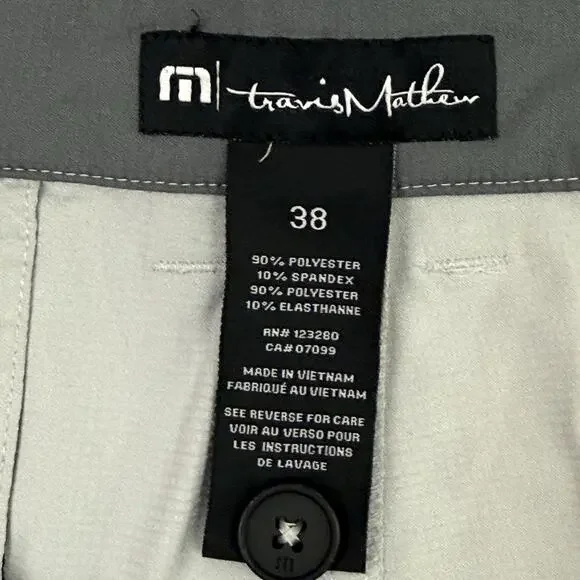 m travisMathew
38
90% POLYESTER
10% SPANDEX
90% POLYESTER
10% ELASTHANNE
RN# 123280
CA# 07099
MADE IN VIETNAM
FABRIQUÉ AU VIETNAM
SEE REVERSE FOR CARE
VOIR AU VERSO POUR
LES INSTRUCTIONS
DE LAVAGE
m